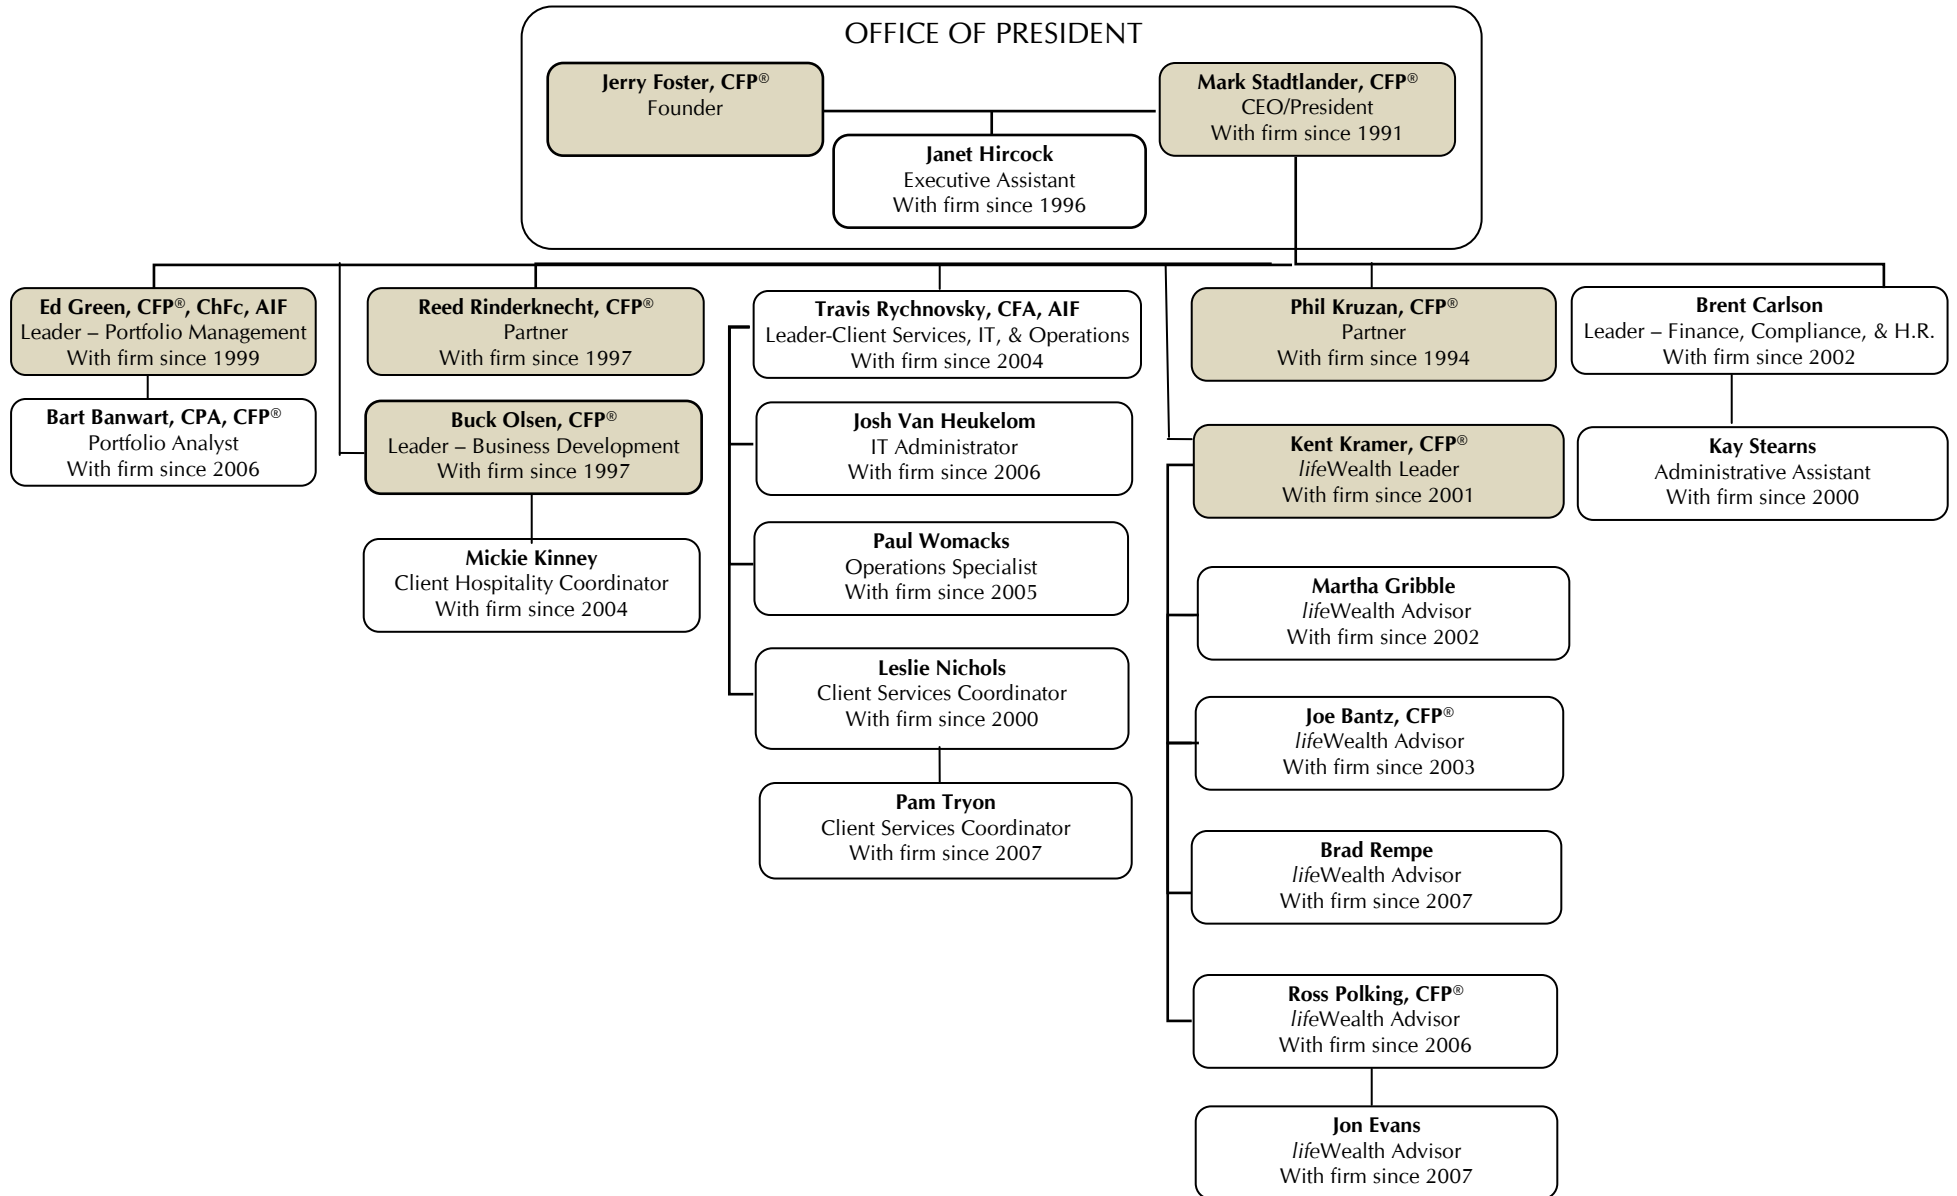 OFFICE OF PRESIDENT
Jerry Foster, CFP®
Founder
Mark Stadtlander, CFP®
CEO/President
With firm since 1991
Janet Hircock
Executive Assistant
With firm since 1996
Ed Green, CFP®, ChFc, AIF
Leader – Portfolio Management
With firm since 1999
Bart Banwart, CPA, CFP®
Portfolio Analyst
With firm since 2006
Reed Rinderknecht, CFP®
Partner
With firm since 1997
Buck Olsen, CFP®
Leader – Business Development
With firm since 1997
Mickie Kinney
Client Hospitality Coordinator
With firm since 2004
Travis Rychnovsky, CFA, AIF
Leader-Client Services, IT, & Operations
With firm since 2004
Josh Van Heukelom
IT Administrator
With firm since 2006
Paul Womacks
Operations Specialist
With firm since 2005
Leslie Nichols
Client Services Coordinator
With firm since 2000
Pam Tryon
Client Services Coordinator
With firm since 2007
Phil Kruzan, CFP®
Partner
With firm since 1994
Kent Kramer, CFP®
lifeWealth Leader
With firm since 2001
Martha Gribble
lifeWealth Advisor
With firm since 2002
Joe Bantz, CFP®
lifeWealth Advisor
With firm since 2003
Brad Rempe
lifeWealth Advisor
With firm since 2007
Ross Polking, CFP®
lifeWealth Advisor
With firm since 2006
Jon Evans
lifeWealth Advisor
With firm since 2007
Brent Carlson
Leader – Finance, Compliance, & H.R.
With firm since 2002
Kay Stearns
Administrative Assistant
With firm since 2000